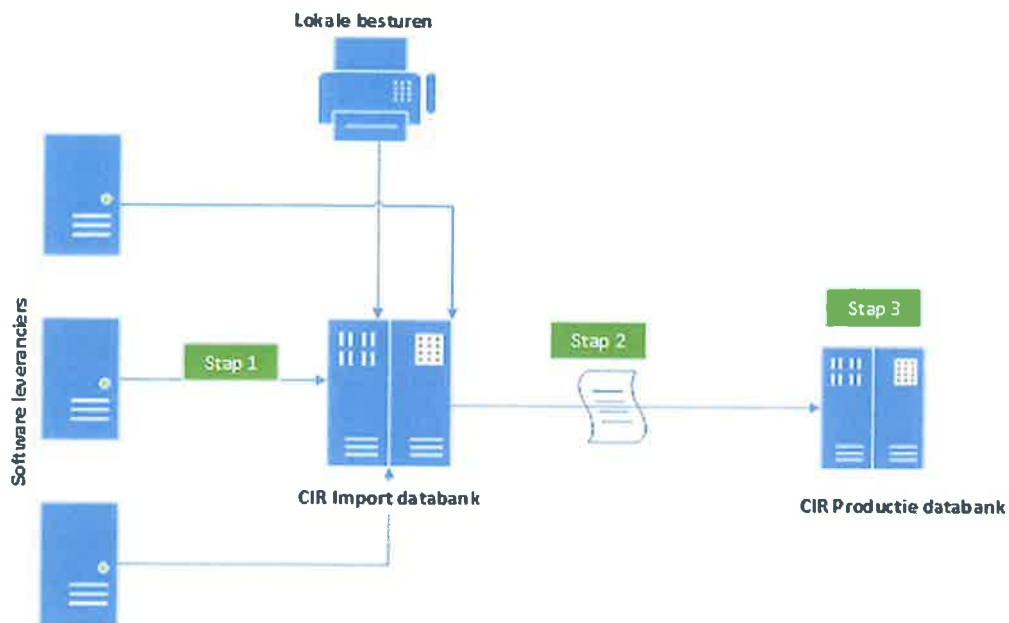 Lokale besturen
Software leveranciers
Stap 1
Stap 2
Stap 3
CIR Import databank
CIR Productie databank